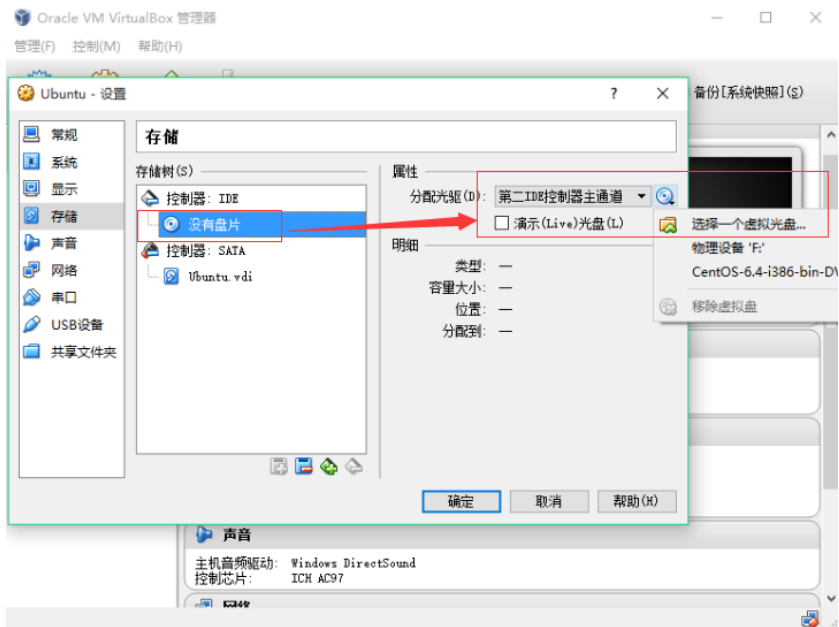 Oracle VM VirtualBox 管理器
管理(F) 控制(M) 帮助(H)
Ubuntu - 设置
备份[系统快照](S)
常规
系统
显示
存储
声音
网络
串口
USB设备
共享文件夹
存储
存储树(S)
控制器: IDE
没有盘片
控制器: SATA
Ubuntu.vdi
属性
分配光驱(D): 第二IDE控制器主通道
演示(Live)光盘(L)
明细
类型: —
容量大小: —
位置: —
分配到: —
选择一个虚拟光盘...
物理设备 'F:'
CentOS-6.4-i386-bin-DV
移除虚拟盘
确定 取消 帮助(H)
声音
主机音频驱动: Windows DirectSound
控制芯片: ICH AC97
网络